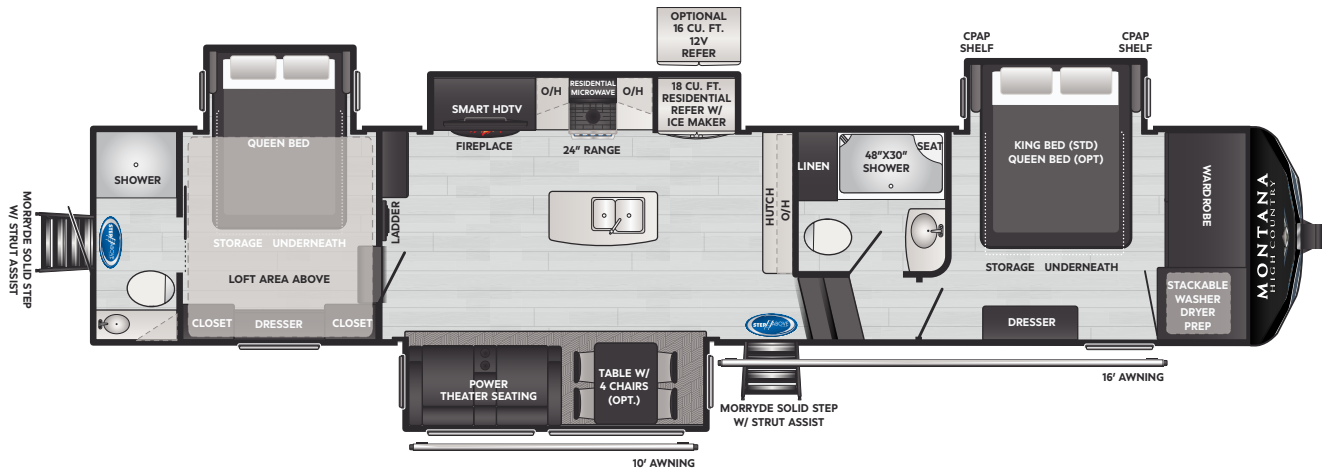 OPTIONAL
16 CU. FT.
12V
REFER
CPAP
SHELF
CPAP
SHELF
SMART HDTV
FIREPLACE
O/H
RESIDENTIAL
MICROWAVE
O/H
24" RANGE
18 CU. FT.
RESIDENTIAL
REFER W/
ICE MAKER
QUEEN BED
SHOWER
STORAGE UNDERNEATH
LOFT AREA ABOVE
CLOSET
DRESSER
CLOSET
LADDER
MORRYDE SOLID STEP
W/ STRUT ASSIST
STEP ABOVE
HUTCH
O/H
LINEN
48"X30"
SHOWER
SEAT
KING BED (STD)
QUEEN BED (OPT)
STORAGE UNDERNEATH
WARDROBE
STACKABLE
WASHER
DRYER
PREP
DRESSER
MONTANA
HIGH COUNTRY
STEP ABOVE
POWER
THEATER SEATING
TABLE W/
4 CHAIRS
(OPT.)
MORRYDE SOLID STEP
W/ STRUT ASSIST
16' AWNING
10' AWNING